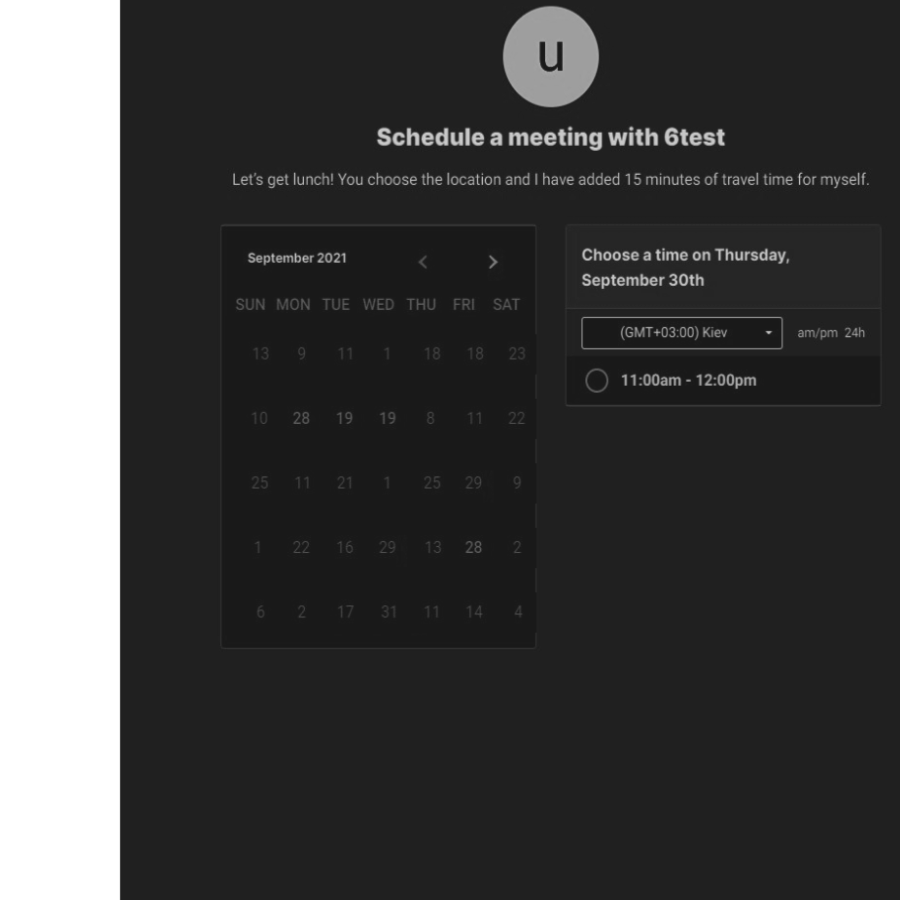 u
Schedule a meeting with 6test
Let's get lunch! You choose the location and I have added 15 minutes of travel time for myself.
September 2021
SUN MON TUE WED THU FRI SAT
13 9 11 1 18 18 23
10 28 19 19 8 11 22
25 11 21 1 25 29 9
1 22 16 29 13 28 2
6 2 17 31 11 14 4
Choose a time on Thursday,
September 30th
(GMT+03:00) Kiev am/pm 24h
11:00am - 12:00pm